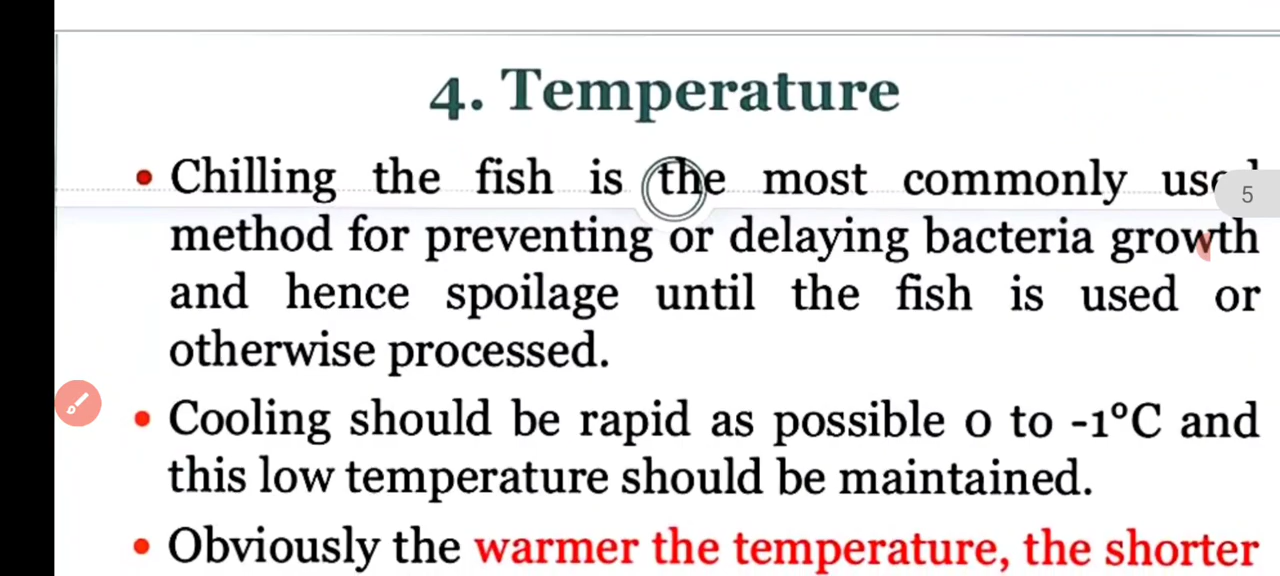 4. Temperature
• Chilling the fish is the most commonly
method for preventing or delaying bacteria growth
and hence spoilage until the fish is used or
otherwise processed.
• Cooling should be rapid as possible 0 to -1°C and
this low temperature should be maintained.
• Obviously the warmer the temperature, the shorter
5